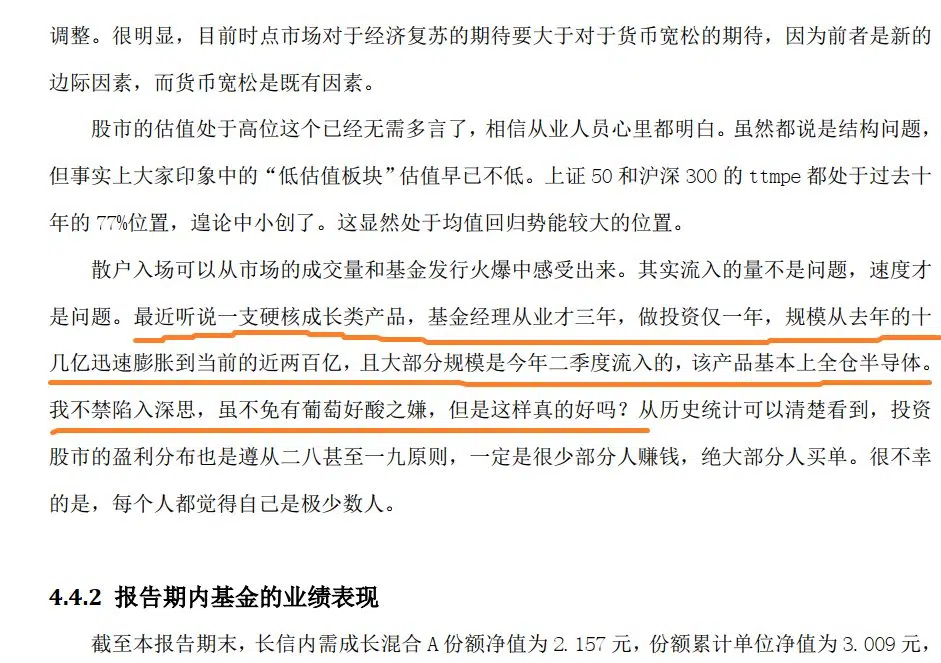 调整。很明显，目前时点市场对于经济复苏的期待要大于对于货币宽松的期待，因为前者是新的
边际因素，而货币宽松是既有因素。
股市的估值处于高位这个已经无需多言了，相信从业人员心里都明白。虽然都说是结构问题，
但事实上大家印象中的“低估值板块”估值早已不低。上证 50 和沪深 300 的 ttmpe 都处于过去十
年的 77%位置，遑论中小创了。这显然处于均值回归势能较大的位置。
散户入场可以从市场的成交量和基金发行火爆中感受出来。其实流入的量不是问题，速度才
是问题。最近听说一支硬核成长类产品，基金经理从业才三年，做投资仅一年，规模从去年的十
几亿迅速膨胀到当前的近两百亿，且大部分规模是今年二季度流入的，该产品基本上全仓半导体。
我不禁陷入深思，虽不免有葡萄好酸之嫌，但是这样真的好吗？从历史统计可以清楚看到，投资
股市的盈利分布也是遵从二八甚至一九原则，一定是很少部分人赚钱，绝大部分人买单。很不幸
的是，每个人都觉得自己是极少数人。
4.4.2 报告期内基金的业绩表现
截至本报告期末，长信内需成长混合 A 份额净值为 2.157 元，份额累计单位净值为 3.009 元，